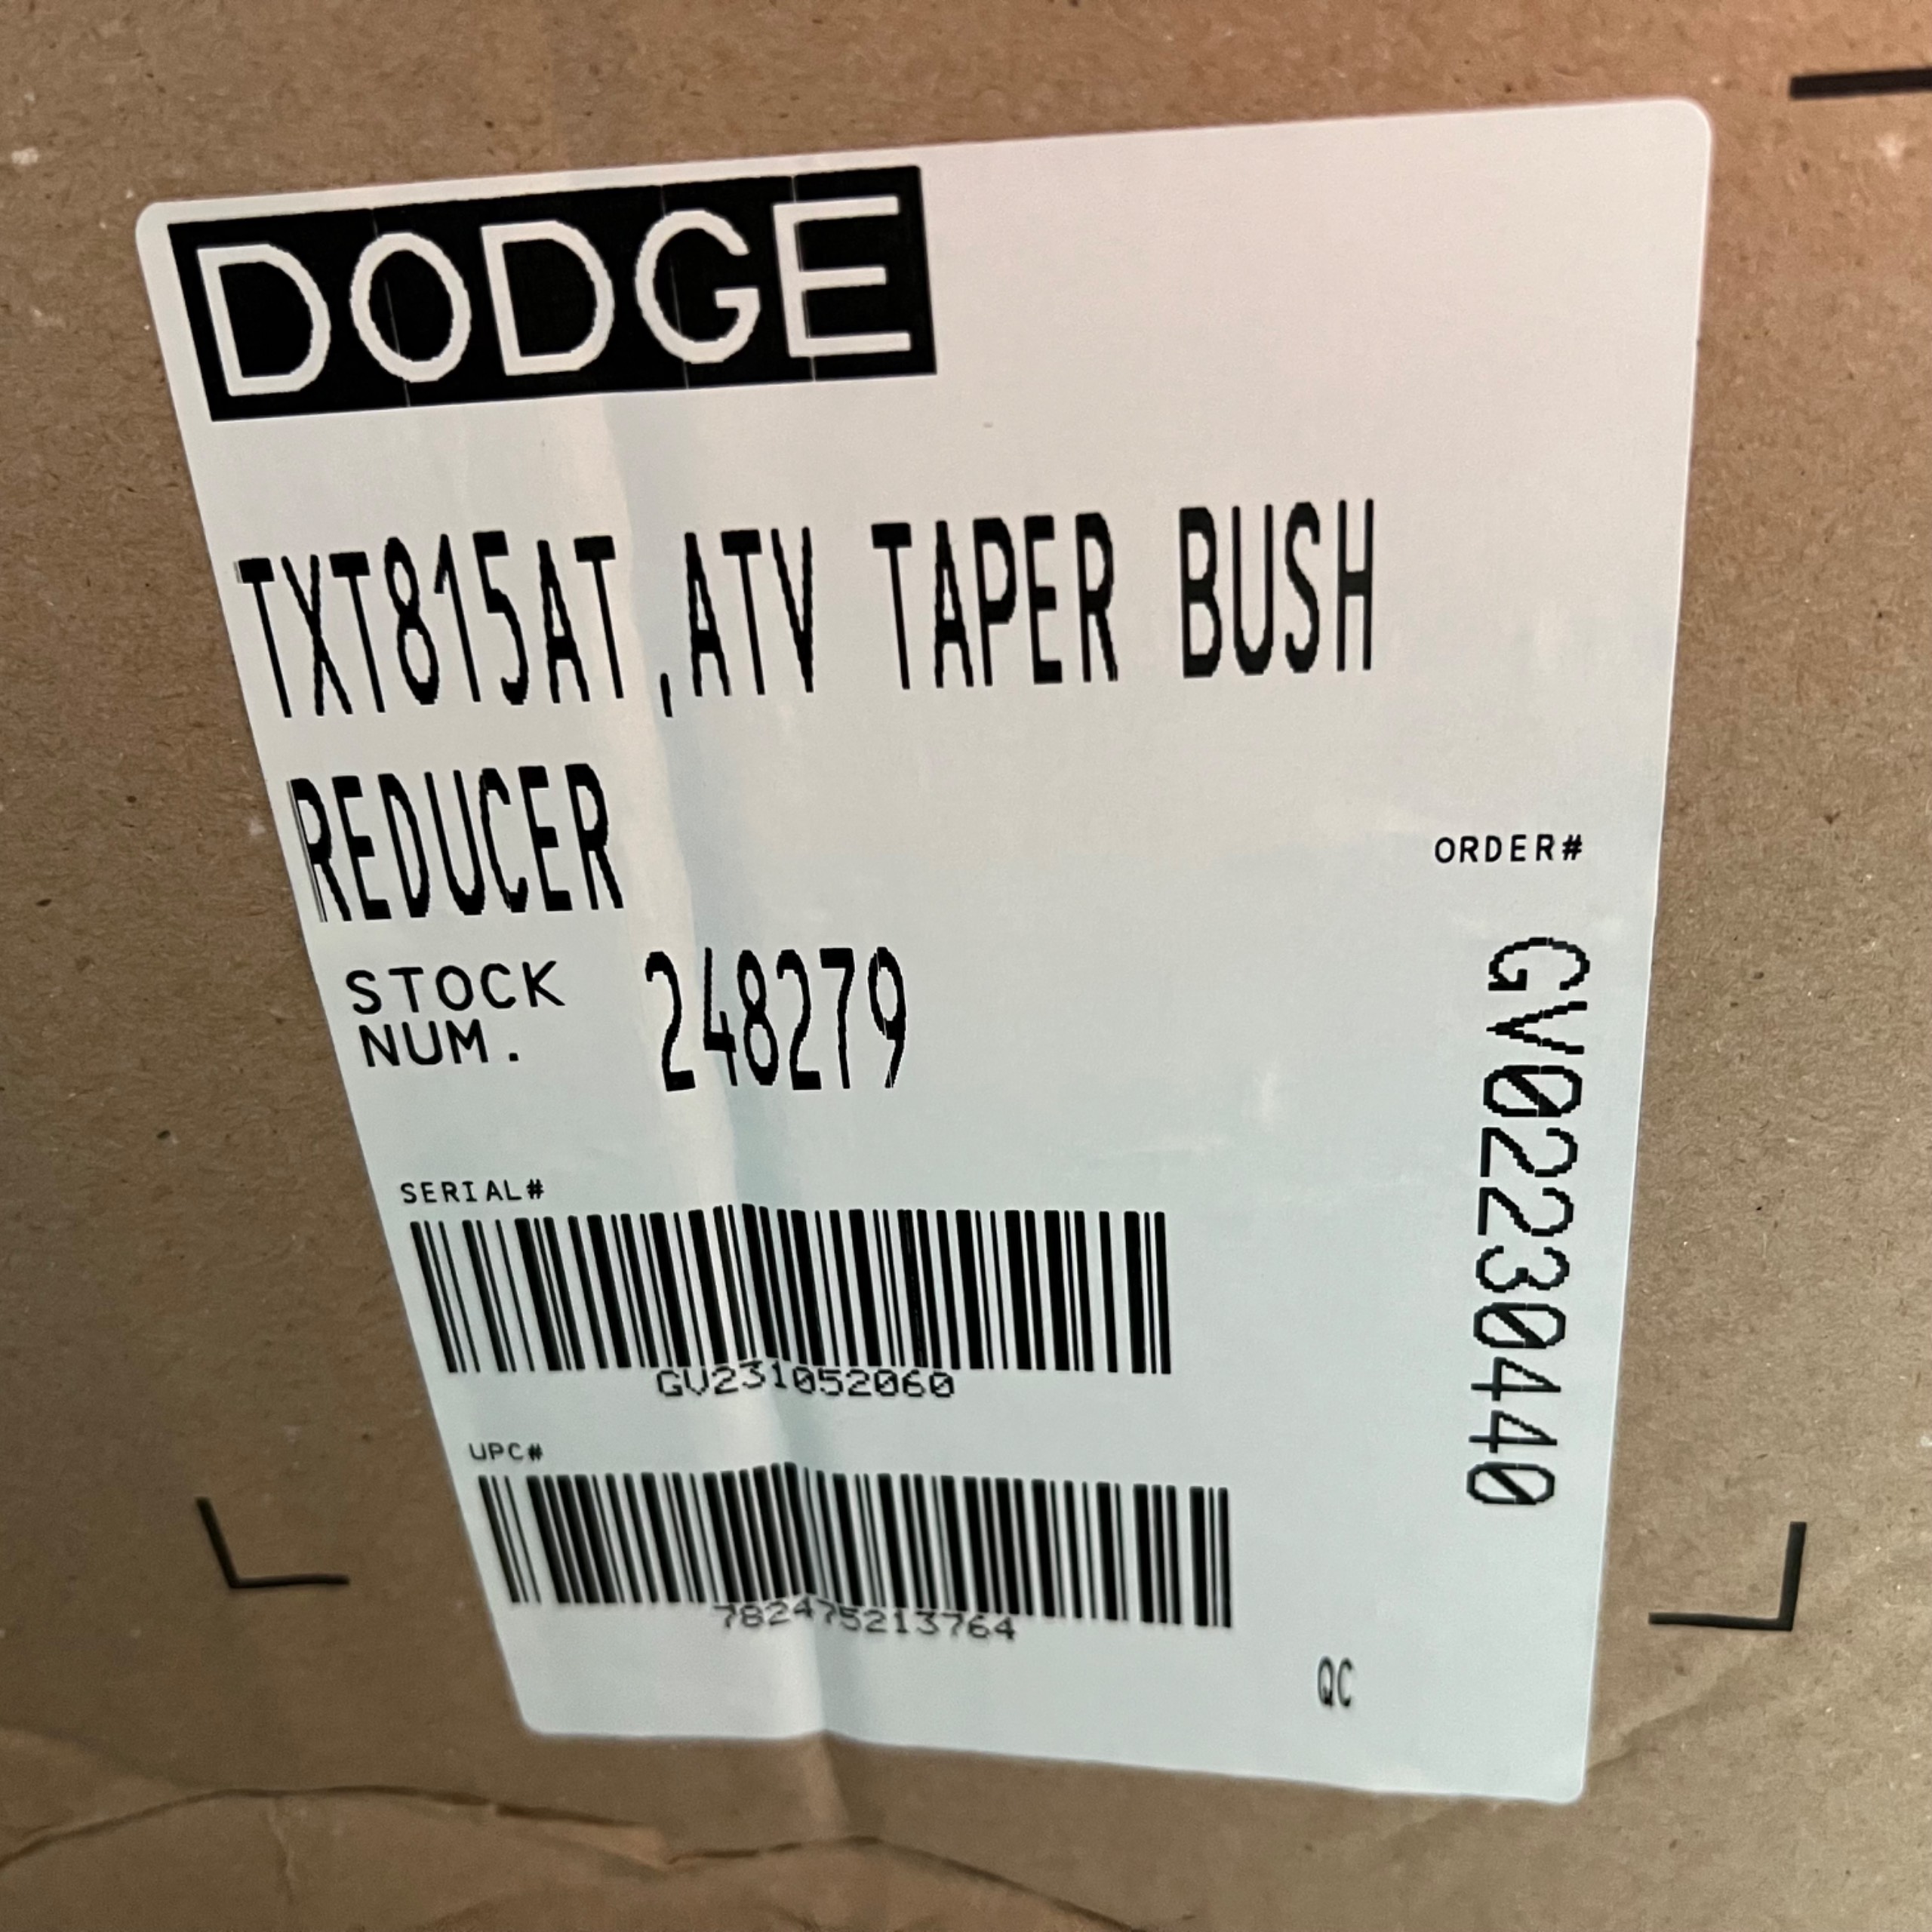 DODGE
TXT815AT,ATV TAPER BUSH
REDUCER
STOCK
NUM. 248279
ORDER#
GV02230440
SERIAL#
GV231052060
UPC#
782475213764
QC